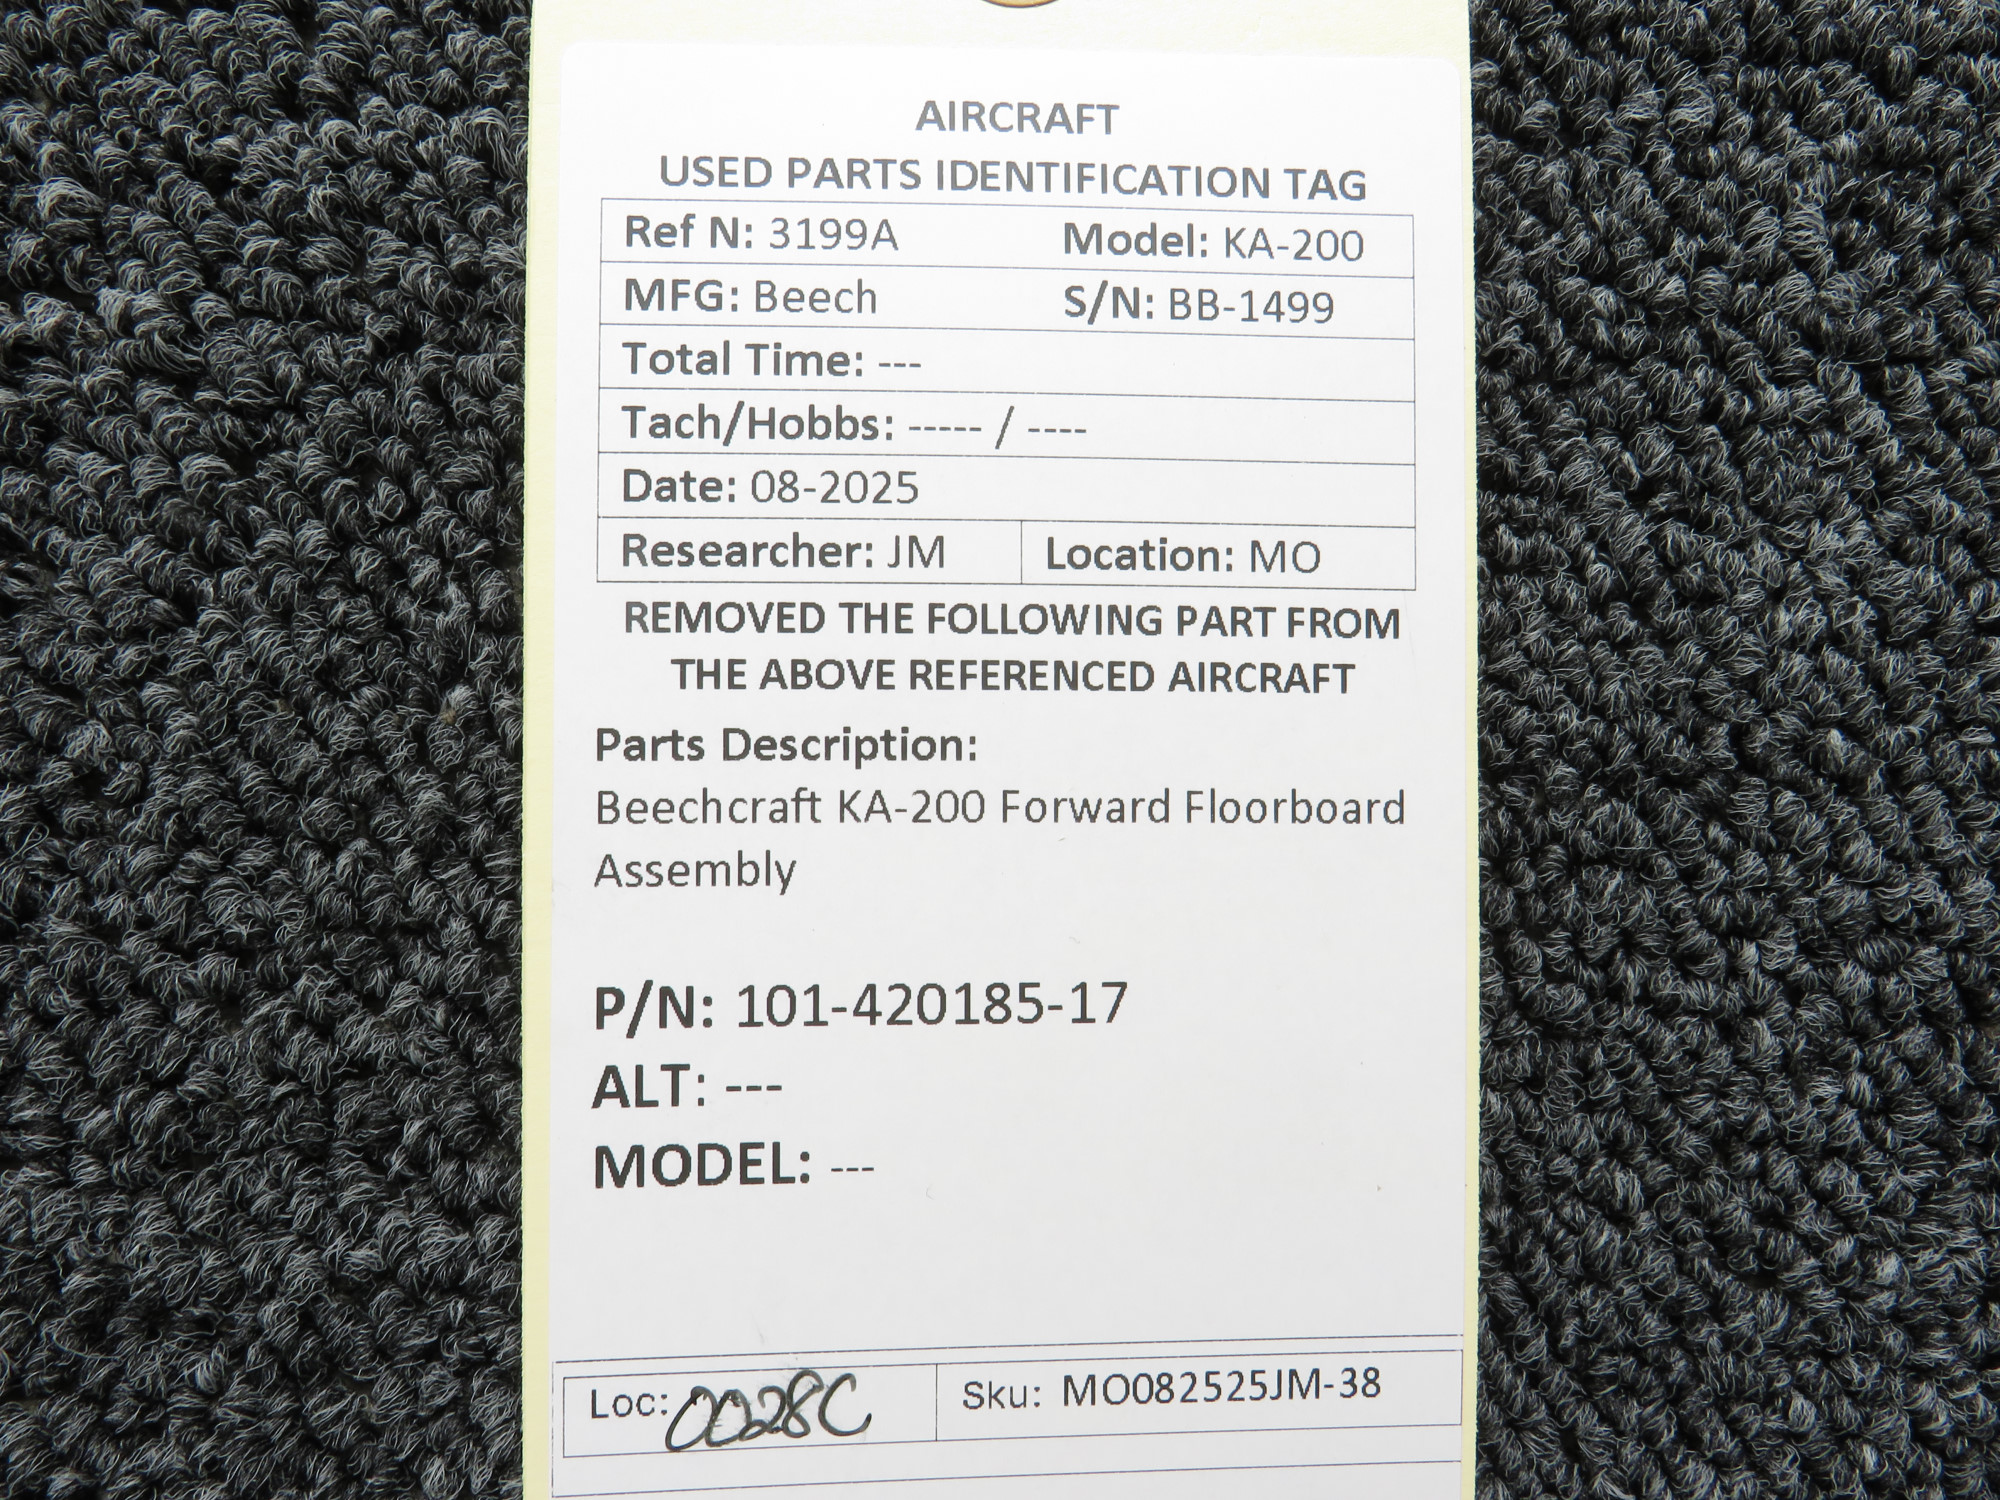 AIRCRAFT
USED PARTS IDENTIFICATION TAG
Ref N: 3199A Model: KA-200
MFG: Beech S/N: BB-1499
Total Time: ---
Tach/Hobbs: ----- / ----
Date: 08-2025
Researcher: JM Location: MO
REMOVED THE FOLLOWING PART FROM
THE ABOVE REFERENCED AIRCRAFT
Parts Description:
Beechcraft KA-200 Forward Floorboard
Assembly
P/N: 101-420185-17
ALT: ---
MODEL: ---
Loc: 0028C Sku: MO082525JM-38